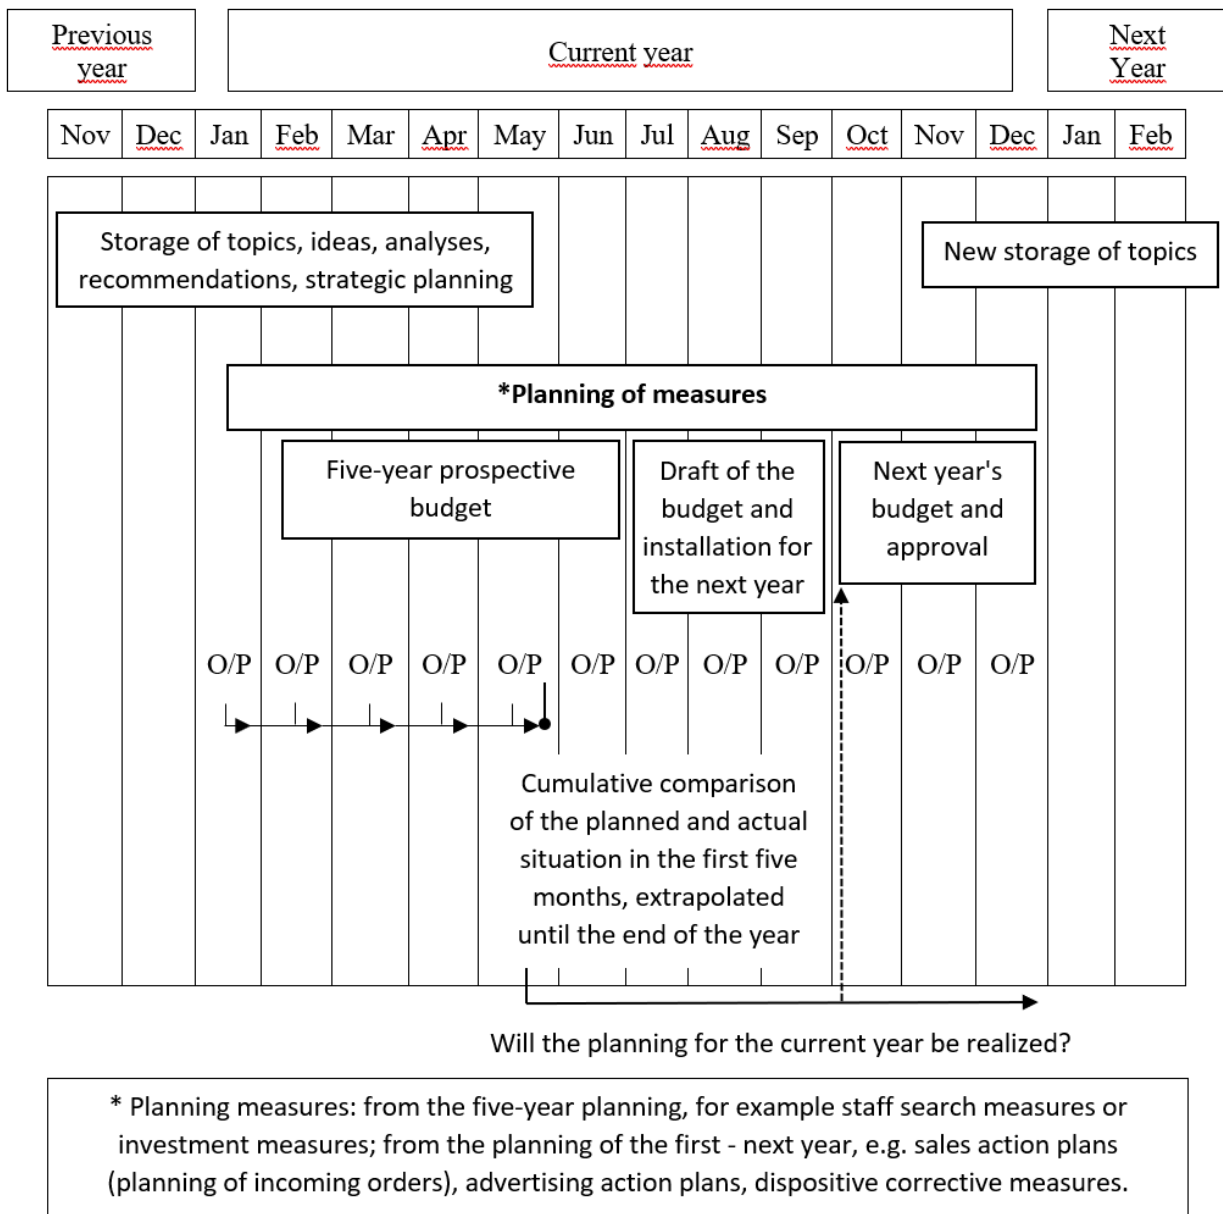 Previous
year
Current year
Next
Year
Nov Dec Jan Feb Mar Apr May Jun Jul Aug Sep Oct Nov Dec Jan Feb
Storage of topics, ideas, analyses,
recommendations, strategic planning
New storage of topics
*Planning of measures
Five-year prospective
budget
Draft of the
budget and
installation for
the next year
Next year's
budget and
approval
O/P O/P O/P O/P O/P O/P O/P O/P O/P O/P O/P O/P
Cumulative comparison
of the planned and actual
situation in the first five
months, extrapolated
until the end of the year
Will the planning for the current year be realized?
* Planning measures: from the five-year planning, for example staff search measures or
investment measures; from the planning of the first - next year, e.g. sales action plans
(planning of incoming orders), advertising action plans, dispositive corrective measures.